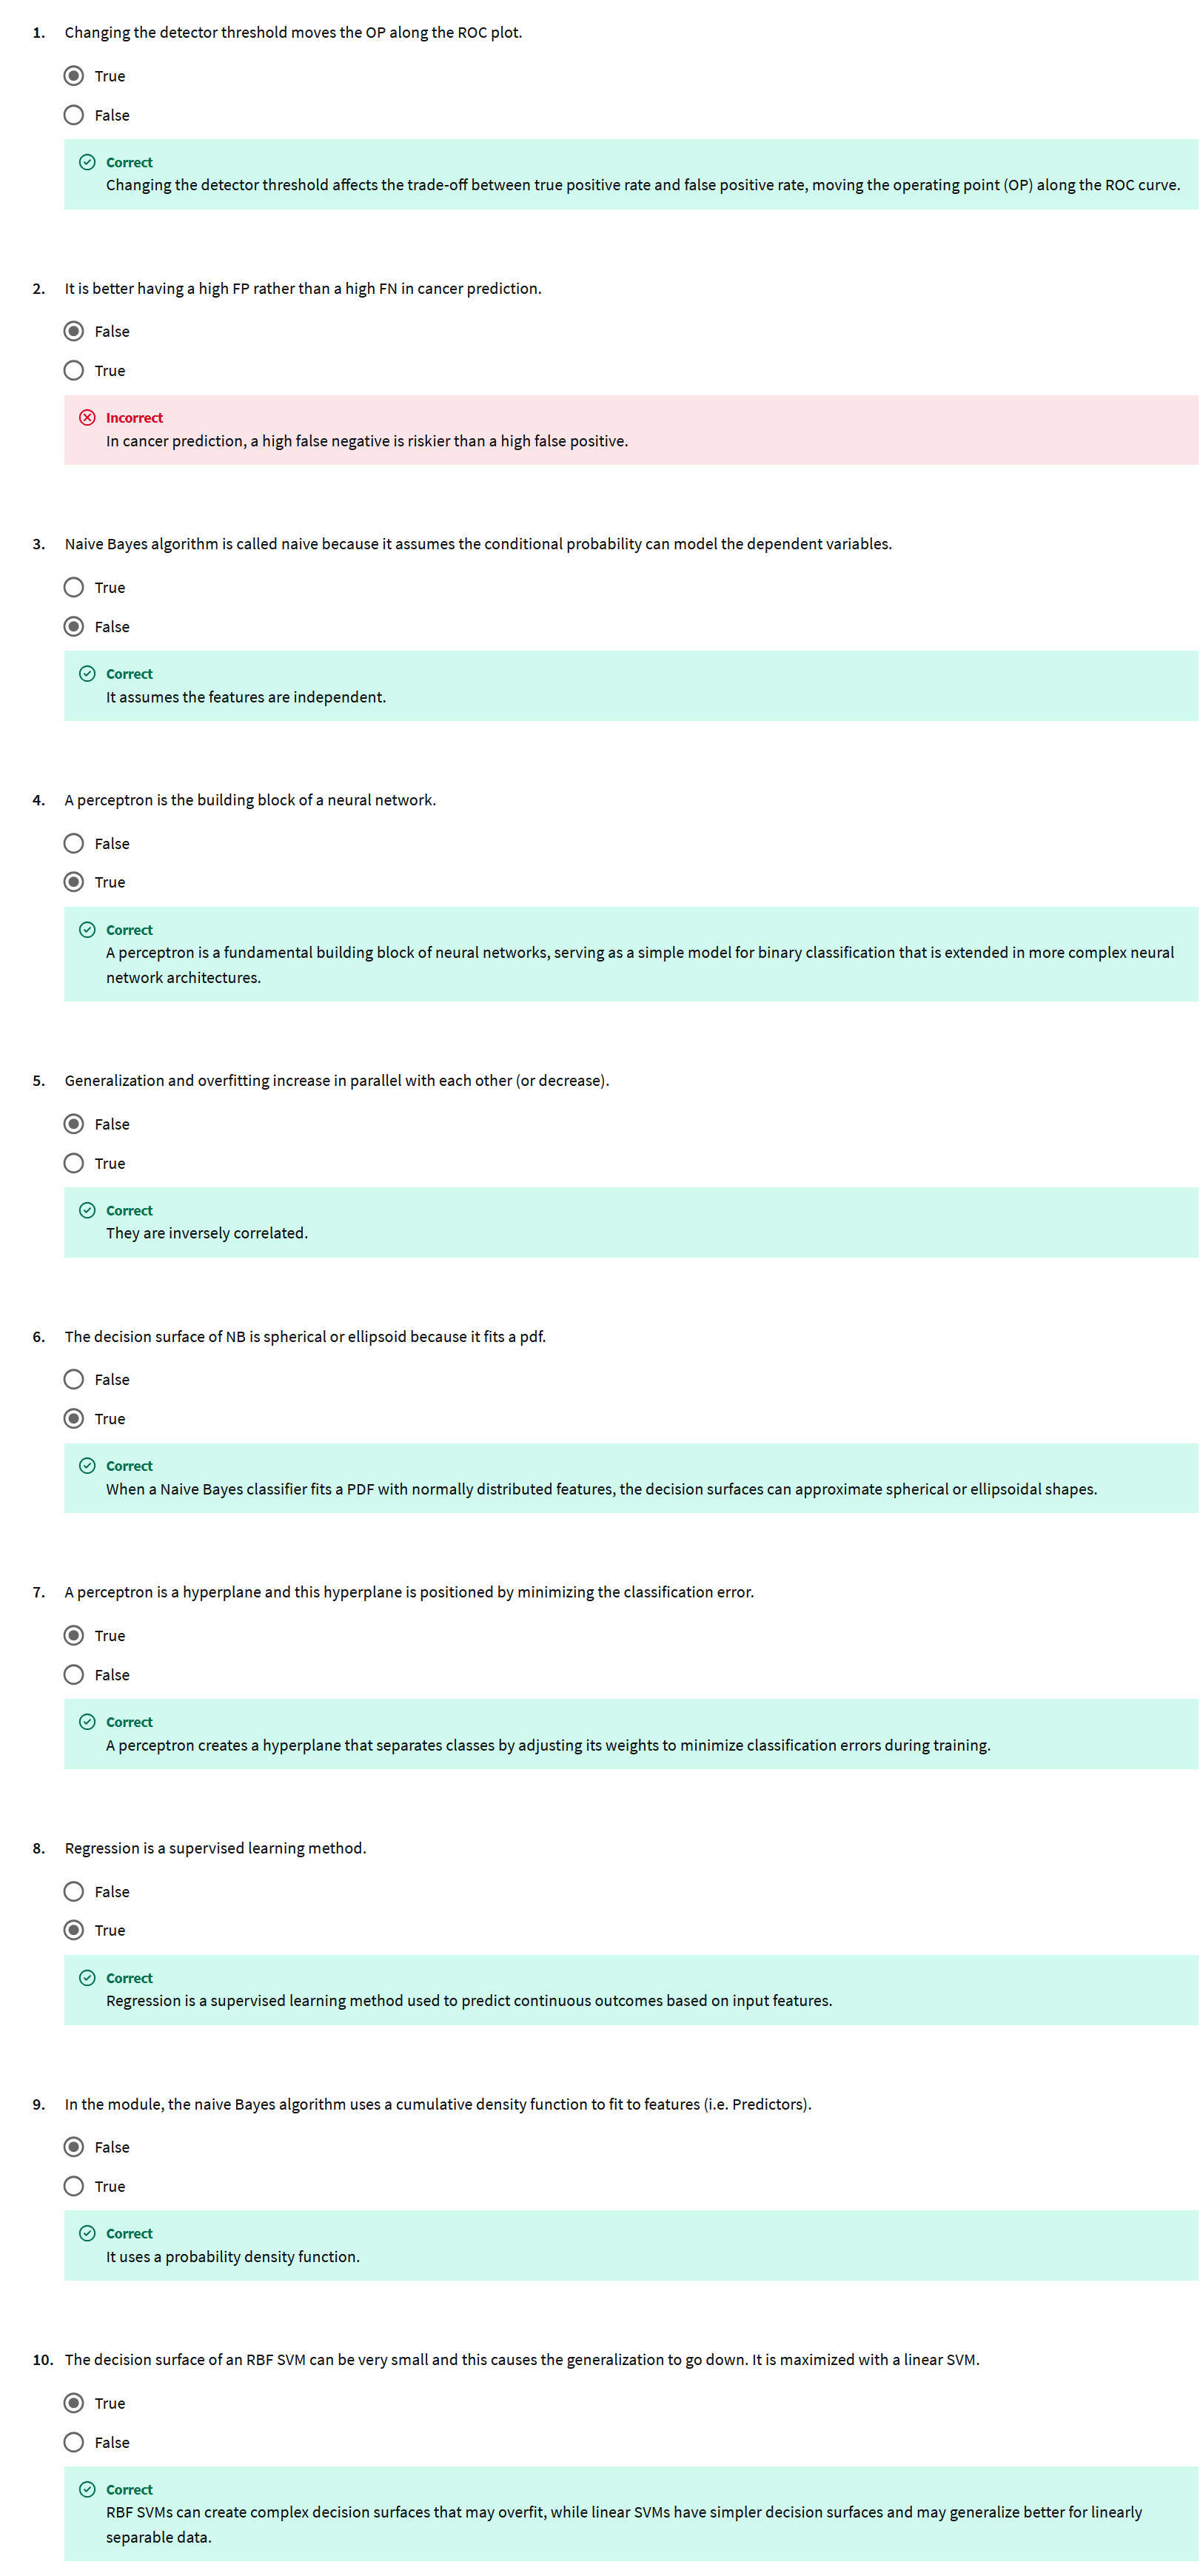 1. Changing the detector threshold moves the OP along the ROC plot.
True
False
Correct
Changing the detector threshold affects the trade-off between true positive rate and false positive rate, moving the operating point (OP) along the ROC curve.
2. It is better having a high FP rather than a high FN in cancer prediction.
False
True
Incorrect
In cancer prediction, a high false negative is riskier than a high false positive.
3. Naive Bayes algorithm is called naive because it assumes the conditional probability can model the dependent variables.
True
False
Correct
It assumes the features are independent.
4. A perceptron is the building block of a neural network.
False
True
Correct
A perceptron is a fundamental building block of neural networks, serving as a simple model for binary classification that is extended in more complex neural
network architectures.
5. Generalization and overfitting increase in parallel with each other (or decrease).
False
True
Correct
They are inversely correlated.
6. The decision surface of NB is spherical or ellipsoid because it fits a pdf.
False
True
Correct
When a Naive Bayes classifier fits a PDF with normally distributed features, the decision surfaces can approximate spherical or ellipsoidal shapes.
7. A perceptron is a hyperplane and this hyperplane is positioned by minimizing the classification error.
True
False
Correct
A perceptron creates a hyperplane that separates classes by adjusting its weights to minimize classification errors during training.
8. Regression is a supervised learning method.
False
True
Correct
Regression is a supervised learning method used to predict continuous outcomes based on input features.
9. In the module, the naive Bayes algorithm uses a cumulative density function to fit to features (i.e. Predictors).
False
True
Correct
It uses a probability density function.
10. The decision surface of an RBF SVM can be very small and this causes the generalization to go down. It is maximized with a linear SVM.
True
False
Correct
RBF SVMs can create complex decision surfaces that may overfit, while linear SVMs have simpler decision surfaces and may generalize better for linearly
separable data.